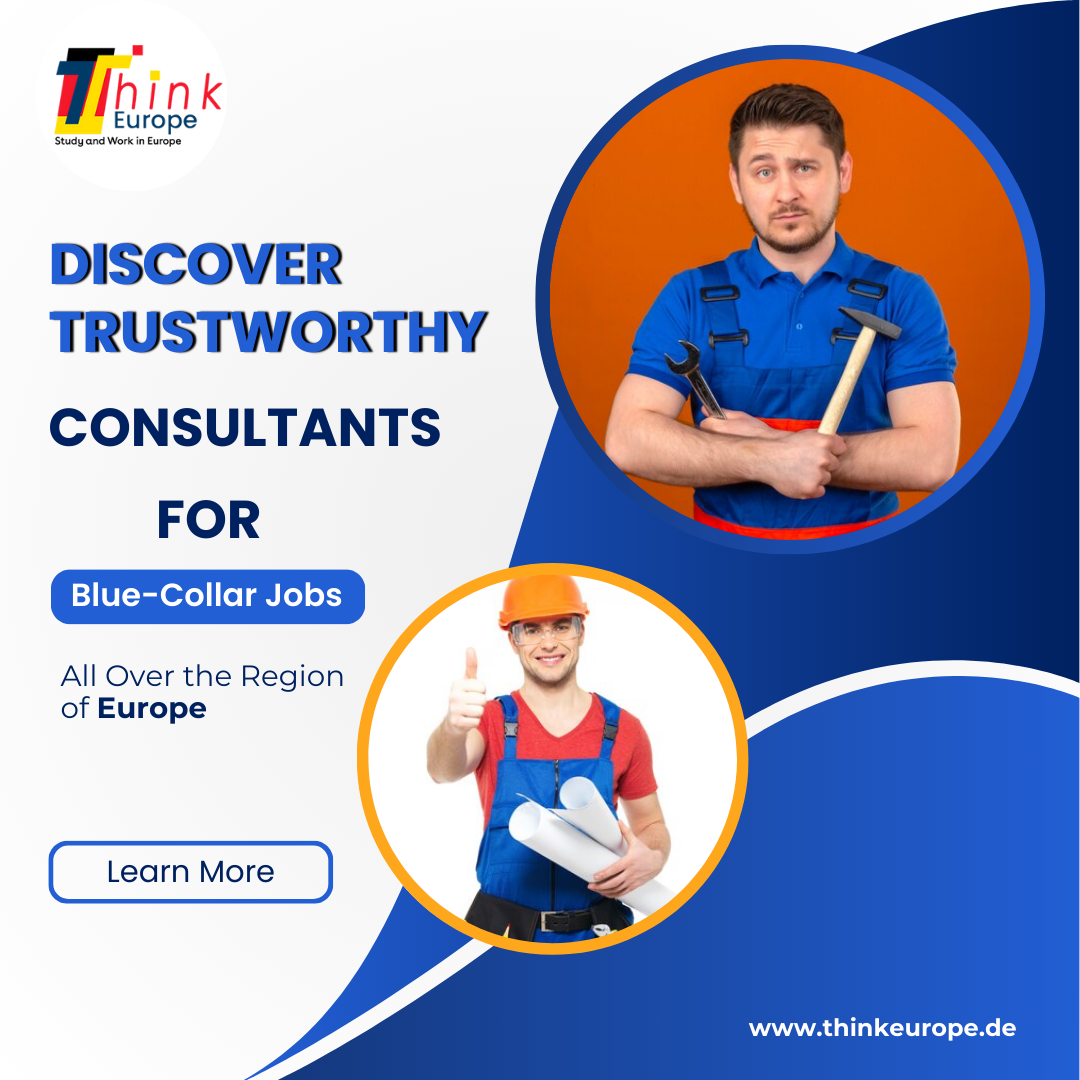 Think
Europe
Study and Work in Europe
DISCOVER
TRUSTWORTHY
CONSULTANTS
FOR
Blue-Collar Jobs
All Over the Region
of Europe
Learn More
www.thinkeurope.de